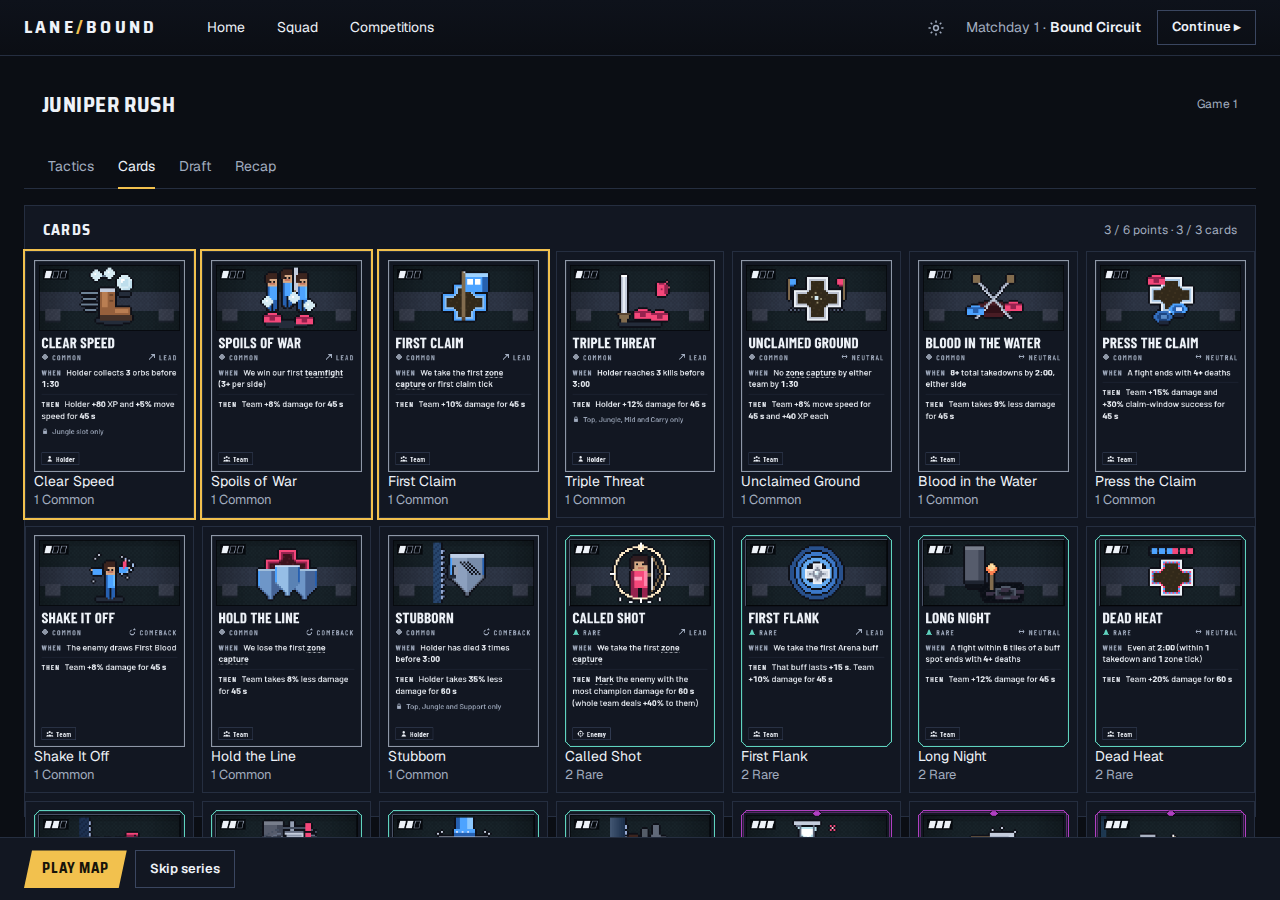 LANE/BOUND
Home
Squad
Competitions
Matchday 1 · Bound Circuit
Continue ▸
JUNIPER RUSH
Game 1
Tactics
Cards
Draft
Recap
CARDS
3 / 6 points · 3 / 3 cards
CLEAR SPEED
COMMON
LEAD
WHEN Holder collects 3 orbs before
1:30
THEN Holder +80 XP and +5% move
speed for 45 s
Jungle slot only
Holder
Clear Speed
1 Common
SPOILS OF WAR
COMMON
LEAD
WHEN We win our first teamfight
(3+ per side)
THEN Team +8% damage for 45 s
Team
Spoils of War
1 Common
FIRST CLAIM
COMMON
LEAD
WHEN We take the first zone
capture or first claim tick
THEN Team +10% damage for 45 s
Team
First Claim
1 Common
TRIPLE THREAT
COMMON
LEAD
WHEN Holder reaches 3 kills before
3:00
THEN Holder +12% damage for 45 s
Top, Jungle, Mid and Carry only
Holder
Triple Threat
1 Common
UNCLAIMED GROUND
COMMON
NEUTRAL
WHEN No zone capture by either
team by 1:30
THEN Team +8% move speed for
45 s and +40 XP each
Team
Unclaimed Ground
1 Common
BLOOD IN THE WATER
COMMON
NEUTRAL
WHEN 8+ total takedowns by 2:00,
either side
THEN Team takes 9% less damage
for 45 s
Team
Blood in the Water
1 Common
PRESS THE CLAIM
COMMON
NEUTRAL
WHEN A fight ends with 4+ deaths
THEN Team +15% damage and
+30% claim-window success for
45 s
Team
Press the Claim
1 Common
SHAKE IT OFF
COMMON
COMEBACK
WHEN The enemy draws First Blood
THEN Team +8% damage for 45 s
Team
Shake It Off
1 Common
HOLD THE LINE
COMMON
COMEBACK
WHEN We lose the first zone
capture
THEN Team takes 8% less damage
for 45 s
Team
Hold the Line
1 Common
STUBBORN
COMMON
COMEBACK
WHEN Holder has died 3 times
before 3:00
THEN Holder takes 35% less
damage for 60 s
Top, Jungle and Support only
Holder
Stubborn
1 Common
CALLED SHOT
RARE
LEAD
WHEN We take the first zone
capture
THEN Mark the enemy with the
most champion damage for 60 s
(whole team deals +40% to them)
Enemy
Called Shot
2 Rare
FIRST FLANK
RARE
LEAD
WHEN We take the first Arena buff
THEN That buff lasts +15 s. Team
+10% damage for 45 s
Team
First Flank
2 Rare
LONG NIGHT
RARE
NEUTRAL
WHEN A fight within 6 tiles of a buff
spot ends with 4+ deaths
THEN Team +12% damage for 45 s
Team
Long Night
2 Rare
DEAD HEAT
RARE
NEUTRAL
WHEN Even at 2:00 (within 1
takedown and 1 zone tick)
THEN Team +20% damage for 60 s
Team
Dead Heat
2 Rare
PLAY MAP
Skip series